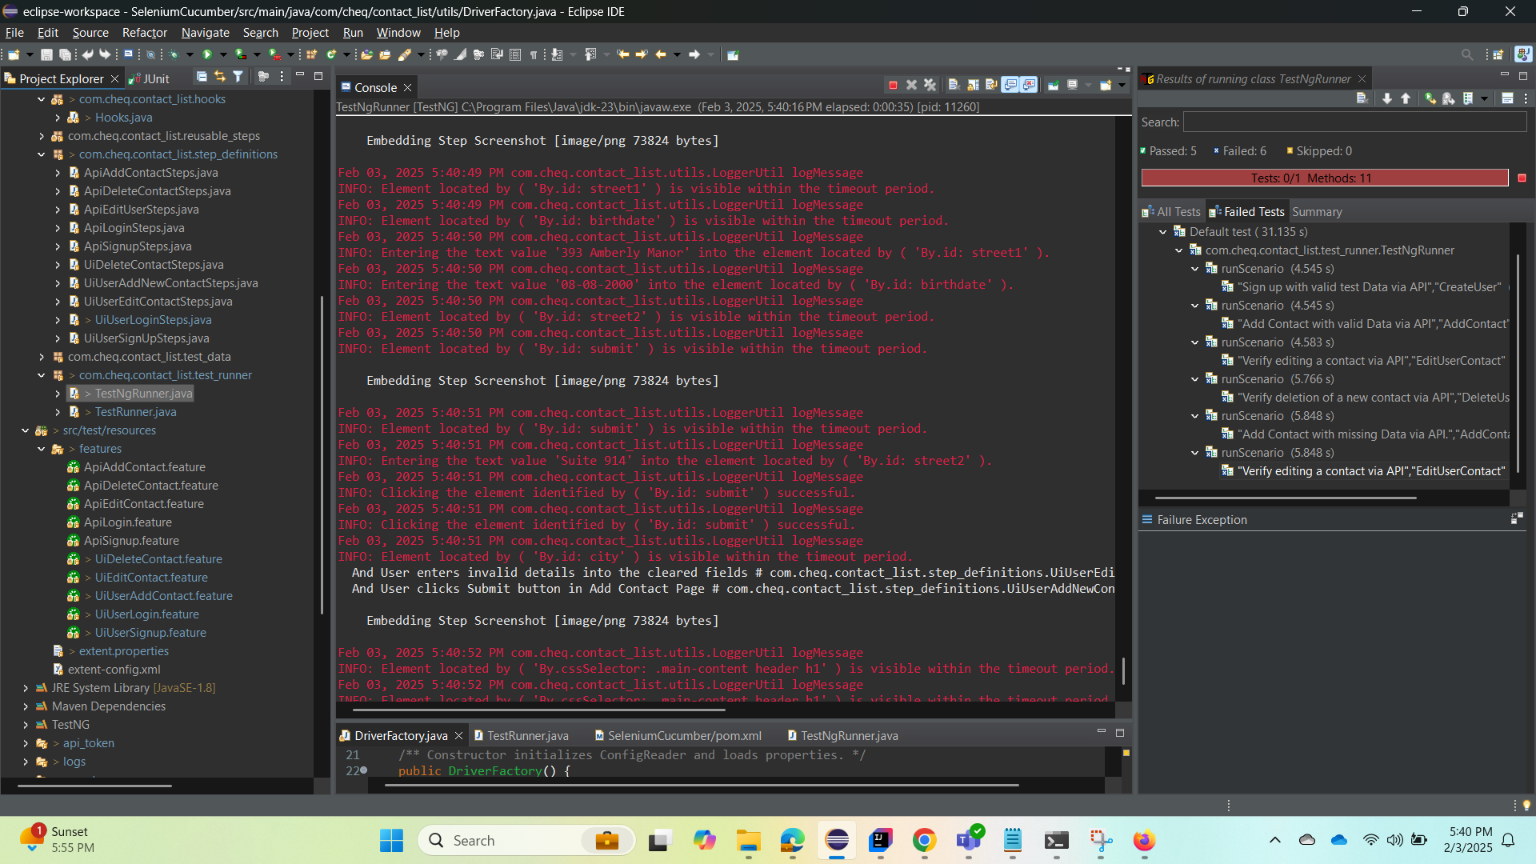 eclipse-workspace - SeleniumCucumber/src/main/java/com/cheq/contact_list/utils/DriverFactory.java - Eclipse IDE
File Edit Source Refactor Navigate Search Project Run Window Help
Project Explorer
JUnit
> com.cheq.contact_list.hooks
> Hooks.java
com.cheq.contact_list.reusable_steps
> com.cheq.contact_list.step_definitions
ApiAddContactSteps.java
ApiDeleteContactSteps.java
ApiEditUserSteps.java
ApiLoginSteps.java
ApiSignupSteps.java
UiDeleteContactSteps.java
UiUserAddNewContactSteps.java
UiUserEditContactSteps.java
> UiUserLoginSteps.java
UiUserSignUpSteps.java
com.cheq.contact_list.test_data
> com.cheq.contact_list.test_runner
> TestNgRunner.java
> TestRunner.java
> src/test/resources
> features
ApiAddContact.feature
ApiDeleteContact.feature
ApiEditContact.feature
ApiLogin.feature
ApiSignup.feature
> UiDeleteContact.feature
> UiEditContact.feature
> UiUserAddContact.feature
> UiUserLogin.feature
> UiUserSignup.feature
> extent.properties
extent-config.xml
JRE System Library [JavaSE-1.8]
Maven Dependencies
TestNG
> api_token
> logs
Console
TestNgRunner [TestNG] C:\Program Files\Java\jdk-23\bin\javaw.exe (Feb 3, 2025, 5:40:16 PM elapsed: 0:00:35) [pid: 11260]
Embedding Step Screenshot [image/png 73824 bytes]
Feb 03, 2025 5:40:49 PM com.cheq.contact_list.utils.LoggerUtil logMessage
INFO: Element located by ( 'By.id: street1' ) is visible within the timeout period.
Feb 03, 2025 5:40:49 PM com.cheq.contact_list.utils.LoggerUtil logMessage
INFO: Element located by ( 'By.id: birthdate' ) is visible within the timeout period.
Feb 03, 2025 5:40:50 PM com.cheq.contact_list.utils.LoggerUtil logMessage
INFO: Entering the text value '393 Amberly Manor' into the element located by ( 'By.id: street1' ).
Feb 03, 2025 5:40:50 PM com.cheq.contact_list.utils.LoggerUtil logMessage
INFO: Entering the text value '08-08-2000' into the element located by ( 'By.id: birthdate' ).
Feb 03, 2025 5:40:50 PM com.cheq.contact_list.utils.LoggerUtil logMessage
INFO: Element located by ( 'By.id: street2' ) is visible within the timeout period.
Feb 03, 2025 5:40:50 PM com.cheq.contact_list.utils.LoggerUtil logMessage
INFO: Element located by ( 'By.id: submit' ) is visible within the timeout period.
Embedding Step Screenshot [image/png 73824 bytes]
Feb 03, 2025 5:40:51 PM com.cheq.contact_list.utils.LoggerUtil logMessage
INFO: Element located by ( 'By.id: submit' ) is visible within the timeout period.
Feb 03, 2025 5:40:51 PM com.cheq.contact_list.utils.LoggerUtil logMessage
INFO: Entering the text value 'Suite 914' into the element located by ( 'By.id: street2' ).
Feb 03, 2025 5:40:51 PM com.cheq.contact_list.utils.LoggerUtil logMessage
INFO: Clicking the element identified by ( 'By.id: submit' ) successful.
Feb 03, 2025 5:40:51 PM com.cheq.contact_list.utils.LoggerUtil logMessage
INFO: Clicking the element identified by ( 'By.id: submit' ) successful.
Feb 03, 2025 5:40:51 PM com.cheq.contact_list.utils.LoggerUtil logMessage
INFO: Element located by ( 'By.id: city' ) is visible within the timeout period.
And User enters invalid details into the cleared fields # com.cheq.contact_list.step_definitions.UiUserEdi
And User clicks Submit button in Add Contact Page # com.cheq.contact_list.step_definitions.UiUserAddNewCon
Embedding Step Screenshot [image/png 73824 bytes]
Feb 03, 2025 5:40:52 PM com.cheq.contact_list.utils.LoggerUtil logMessage
INFO: Element located by ( 'By.cssSelector: .main-content header h1' ) is visible within the timeout period.
Feb 03, 2025 5:40:52 PM com.cheq.contact_list.utils.LoggerUtil logMessage
INFO: Element located by ( 'By.cssSelector: .main-content header h1' ) is visible within the timeout period
DriverFactory.java
TestRunner.java
SeleniumCucumber/pom.xml
TestNgRunner.java
21 /** Constructor initializes ConfigReader and loads properties. */
22 public DriverFactory() {
Results of running class TestNgRunner
Search:
Passed: 5 Failed: 6 Skipped: 0
Tests: 0/1 Methods: 11
All Tests Failed Tests Summary
Default test ( 31.135 s)
com.cheq.contact_list.test_runner.TestNgRunner
runScenario (4.545 s)
"Sign up with valid test Data via API","CreateUser"
runScenario (4.545 s)
"Add Contact with valid Data via API","AddContact"
runScenario (4.583 s)
"Verify editing a contact via API","EditUserContact"
runScenario (5.766 s)
"Verify deletion of a new contact via API","DeleteUs
runScenario (5.848 s)
"Add Contact with missing Data via API.","AddConta
runScenario (5.848 s)
"Verify editing a contact via API","EditUserContact"
Failure Exception
1
Sunset
5:55 PM
Search
5:40 PM
2/3/2025